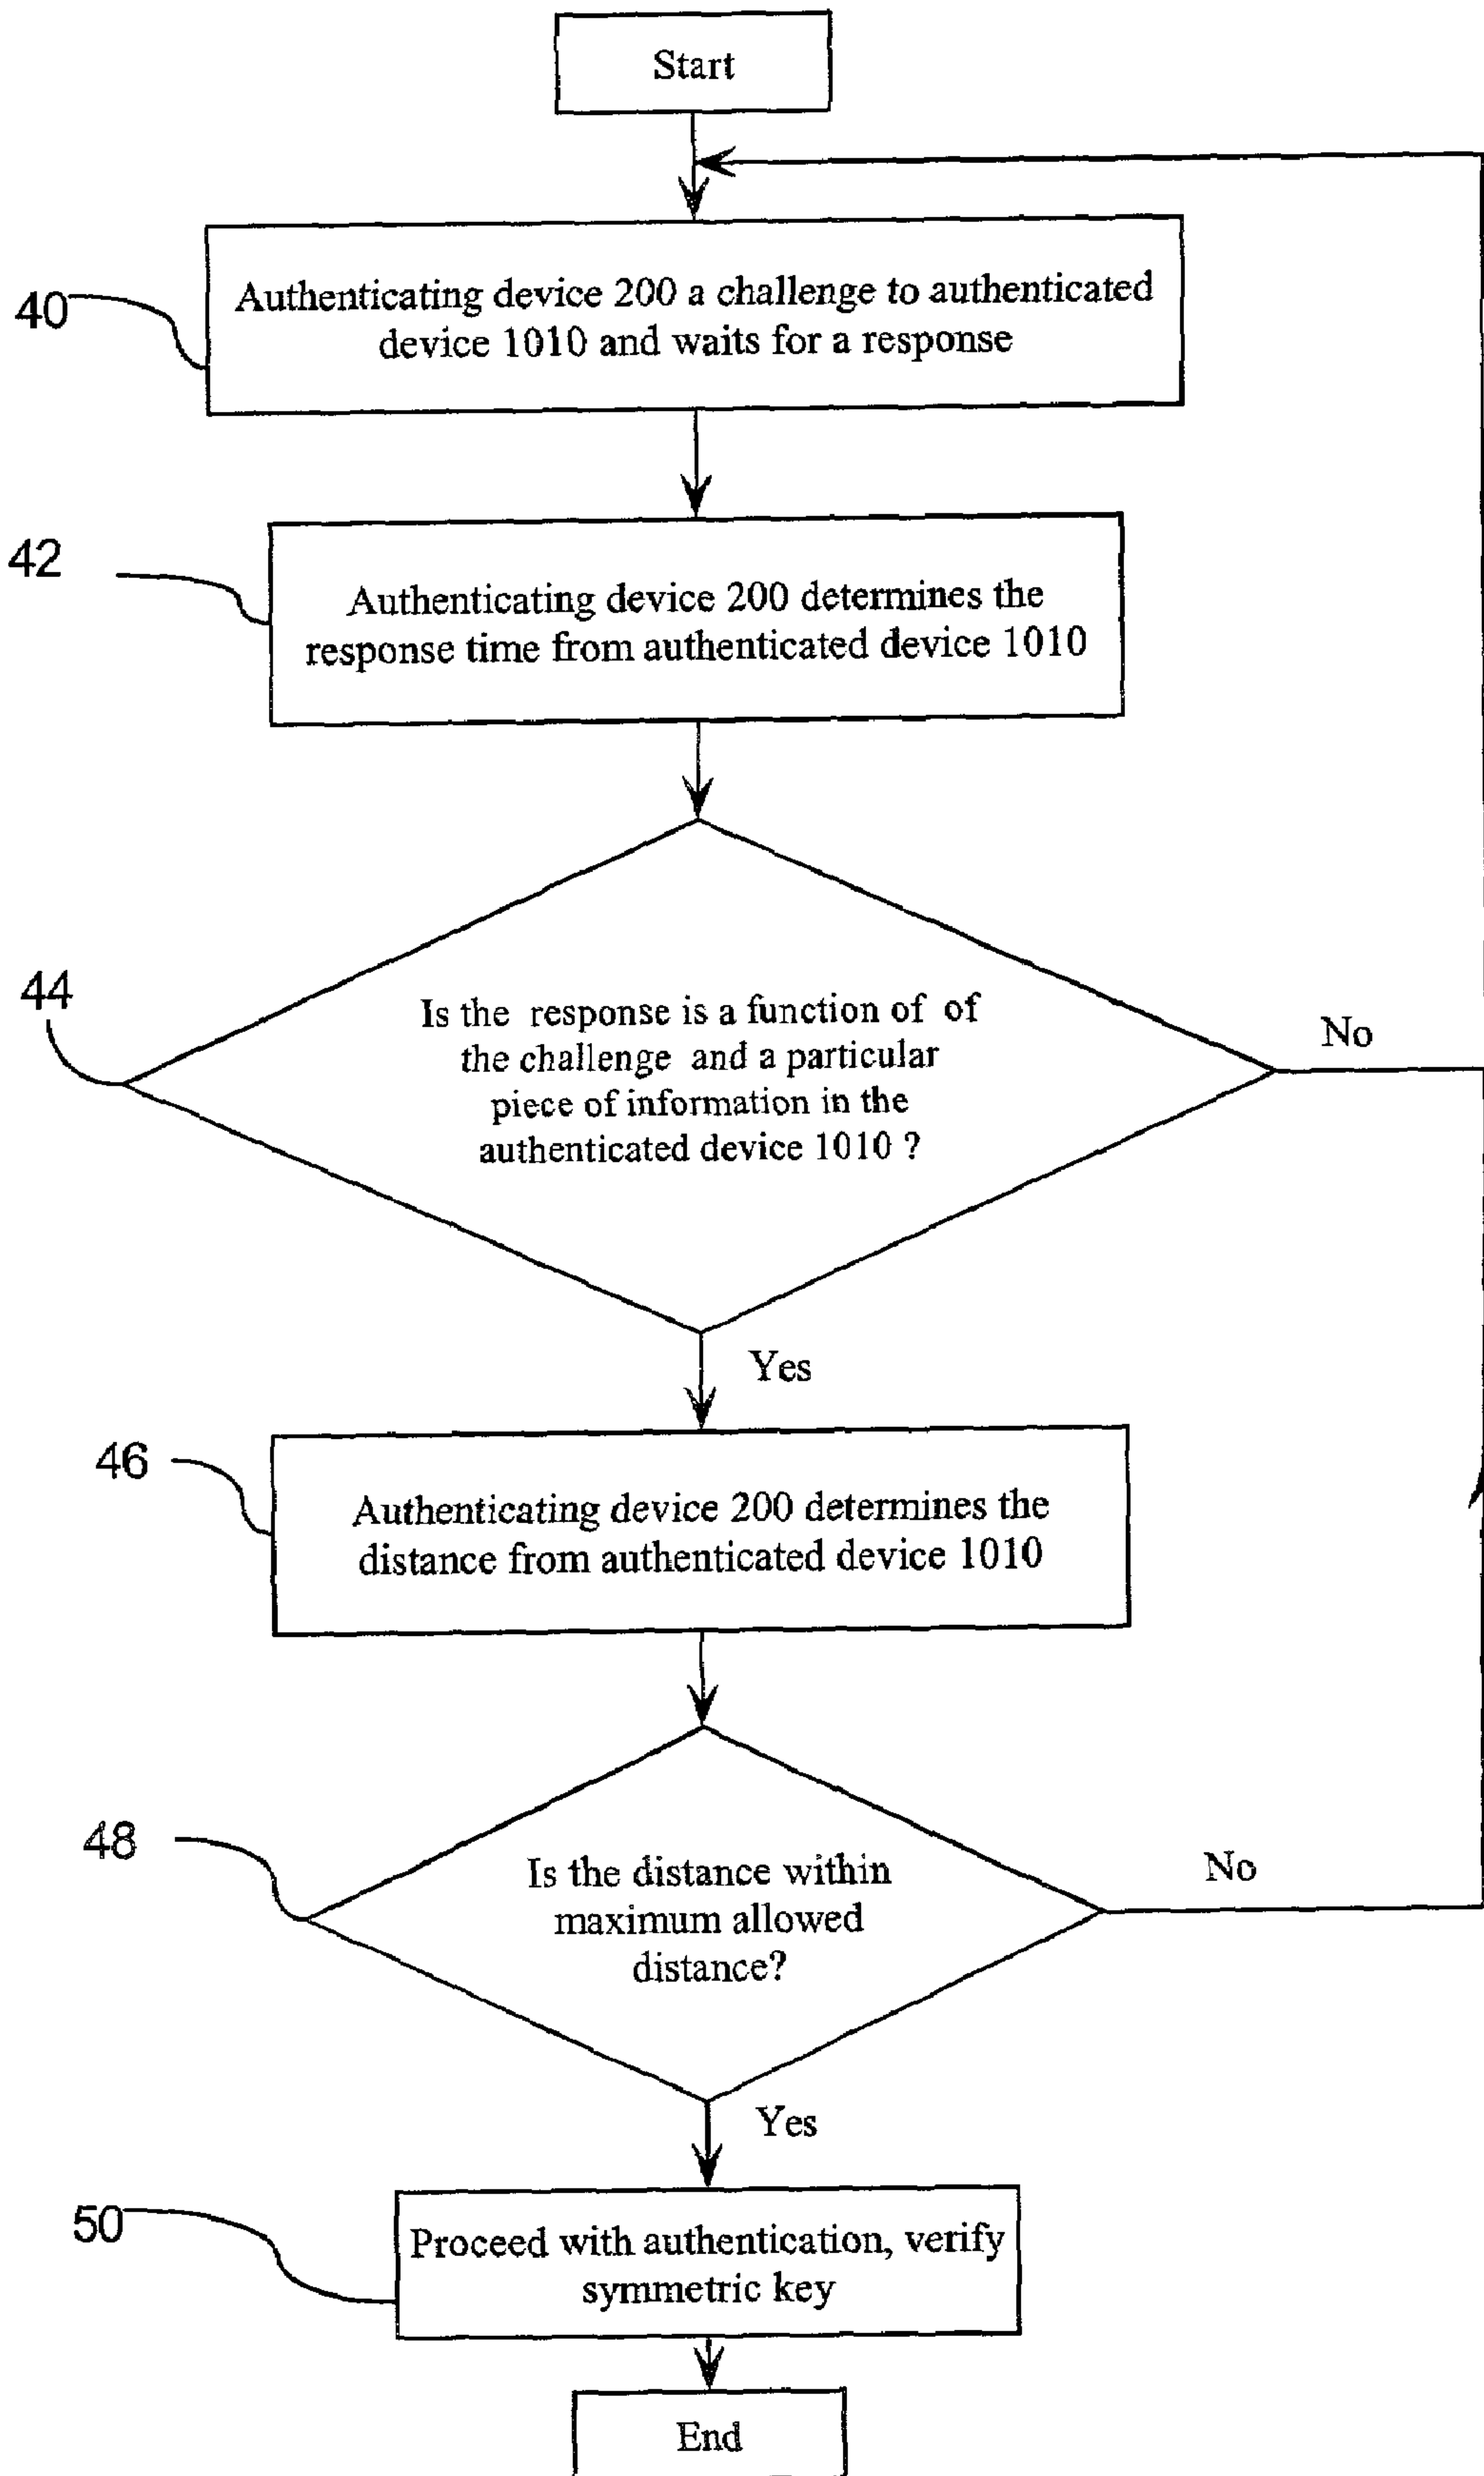 Start
40
Authenticating device 200 a challenge to authenticated
device 1010 and waits for a response
42
Authenticating device 200 determines the
response time from authenticated device 1010
44
Is the response is a function of of
the challenge and a particular
piece of information in the
authenticated device 1010 ?
No
Yes
46
Authenticating device 200 determines the
distance from authenticated device 1010
48
Is the distance within
maximum allowed
distance?
No
Yes
50
Proceed with authentication, verify
symmetric key
End